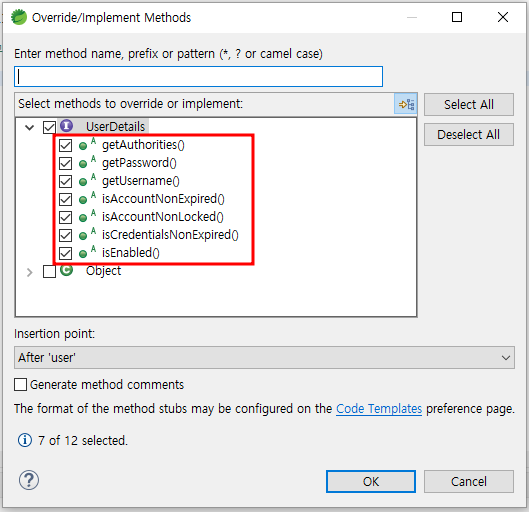 Override/Implement Methods
Enter method name, prefix or pattern (*, ? or camel case)
Select methods to override or implement:
Select All
Deselect All
UserDetails
A getAuthorities()
A getPassword()
A getUsername()
A isAccountNonExpired()
A isAccountNonLocked()
A isCredentialsNonExpired()
A isEnabled()
Object
Insertion point:
After 'user'
Generate method comments
The format of the method stubs may be configured on the Code Templates preference page.
7 of 12 selected.
OK
Cancel